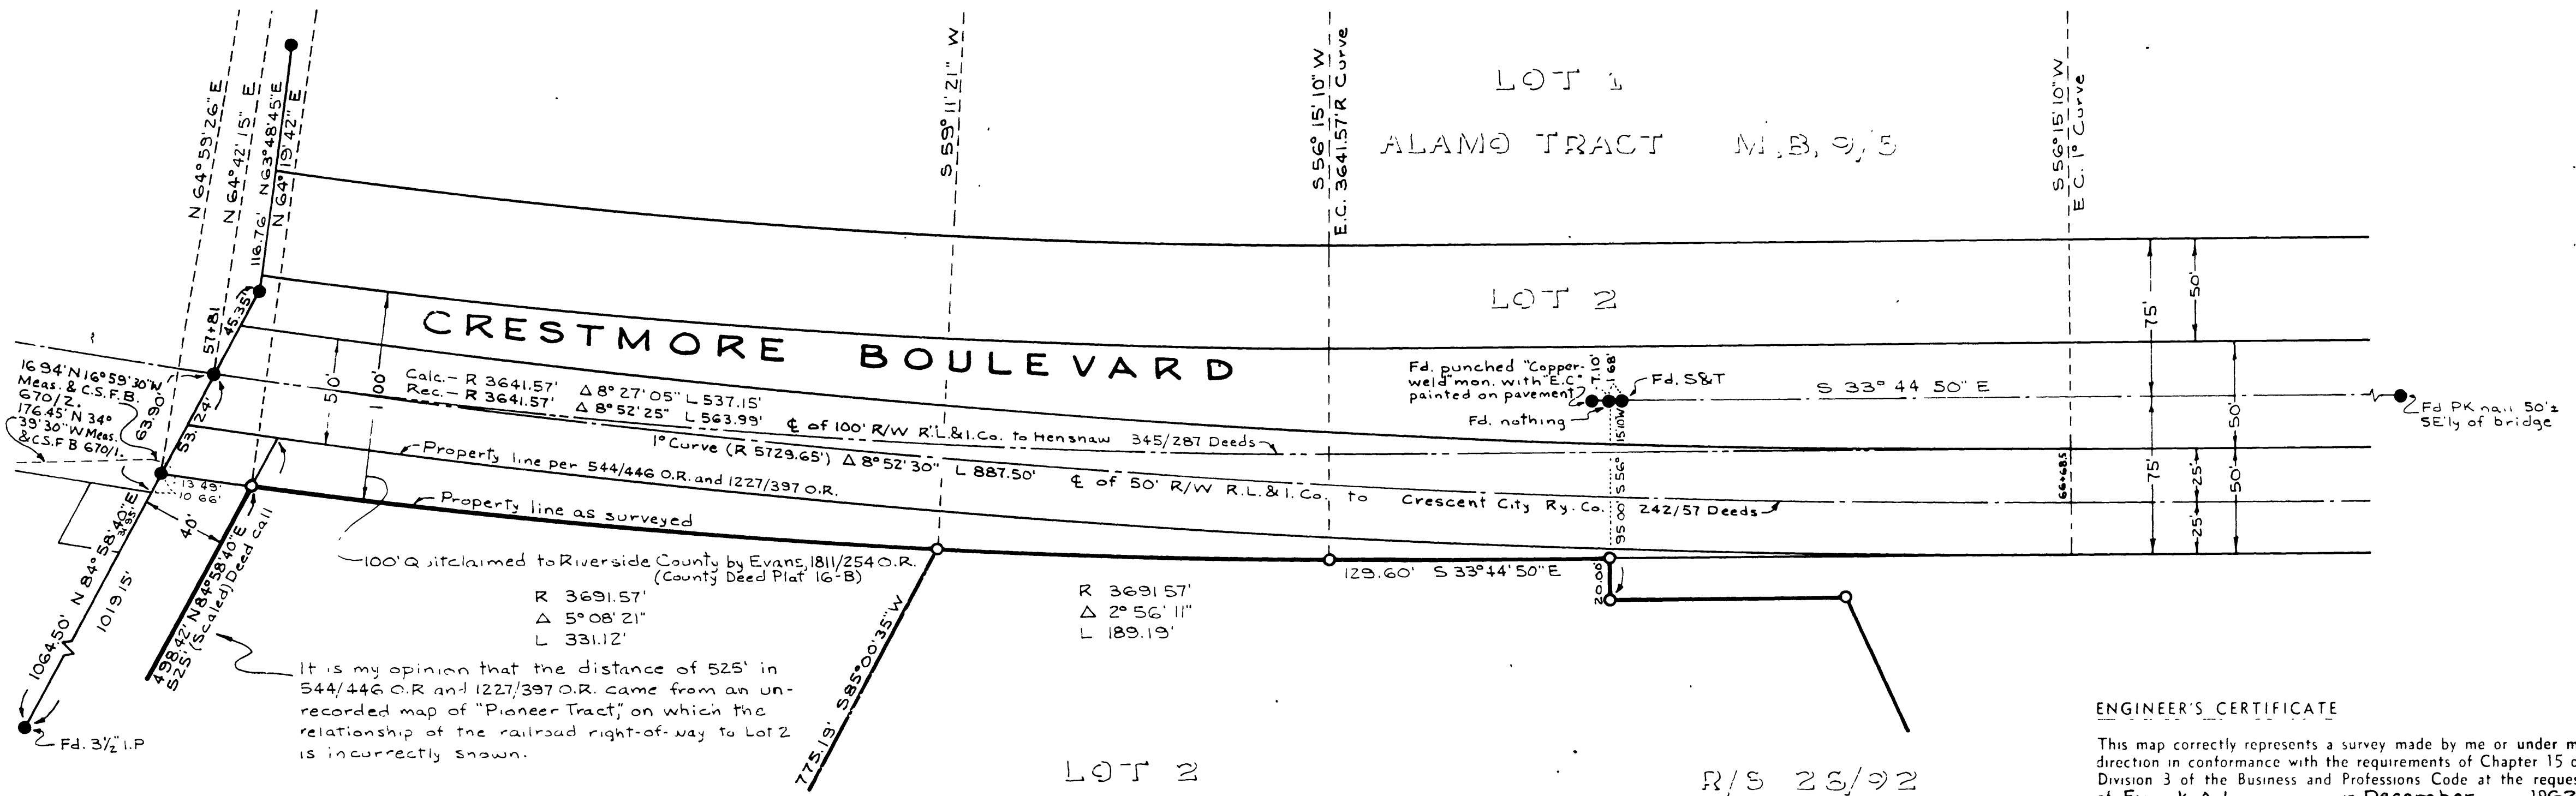 N 64° 59' 26" E
N 64° 42' 15" E
N 63° 48' 45" E
N 64° 19' 42" E
116.76'
S 59° 11' 21" W
S 56° 15' 10" W
E.C. 3641.57' R Curve
LOT 1
ALAMO TRACT M.B. 9/5
S 56° 15' 10" W
E.C. 1° Curve
57+81
45.35'
16.94' N 16° 59' 30" W
Meas. & C.S.F.B.
670/2.
176.45' N 34°
39' 30" W Meas.
& C.S.F B 670/1.
63.90'
53.24'
50'
100'
CRESTMORE BOULEVARD
LOT 2
Calc.- R 3641.57' Δ 8° 27' 05" L 537.15'
Rec.- R 3641.57' Δ 8° 52' 25" L 563.99'
℄ of 100' R/W R.L.& I.Co. to Henshaw 345/287 Deeds
1° Curve (R 5729.65') Δ 8° 52' 30" L 887.50' ℄ of 50' R/W R.L.& I. Co. to Crescent City Ry. Co. 242/57 Deeds
Property line per 544/446 O.R. and 1227/397 O.R.
Property line as surveyed
Fd. punched "Copper-
weld" mon. with "E.C."
painted on pavement
Fd. nothing
7.10'
1.68'
Fd. S&T
S 33° 44 50" E
Fd PK nail 50'±
SE'ly of bridge
95.00 S 56° 15' 10" W
66+68.5
75'
50'
50'
75'
25'
25'
50'
13.49'
10.66'
40'
N 84° 58' 40" E
1019.15'
1064.50'
498.42' N 84° 58' 40" E
525' (Scaled) Deed call
Fd. 3½" I.P
100' Quitclaimed to Riverside County by Evans, 1811/254 O.R.
(County Deed Plat 16-B)
R 3691.57'
Δ 5° 08' 21"
L 331.12'
R 3691.57'
Δ 2° 56' 11"
L 189.19'
129.60' S 33° 44' 50" E
20.00'
775.19' S 85° 00' 35" W
It is my opinion that the distance of 525' in
544/446 O.R and 1227/397 O.R. came from an un-
recorded map of "Pioneer Tract," on which the
relationship of the railroad right-of-way to Lot 2
is incorrectly shown.
LOT 2
R/S 25/92
ENGINEER'S CERTIFICATE
This map correctly represents a survey made by me or under m
direction in conformance with the requirements of Chapter 15 o
Division 3 of the Business and Professions Code at the reques